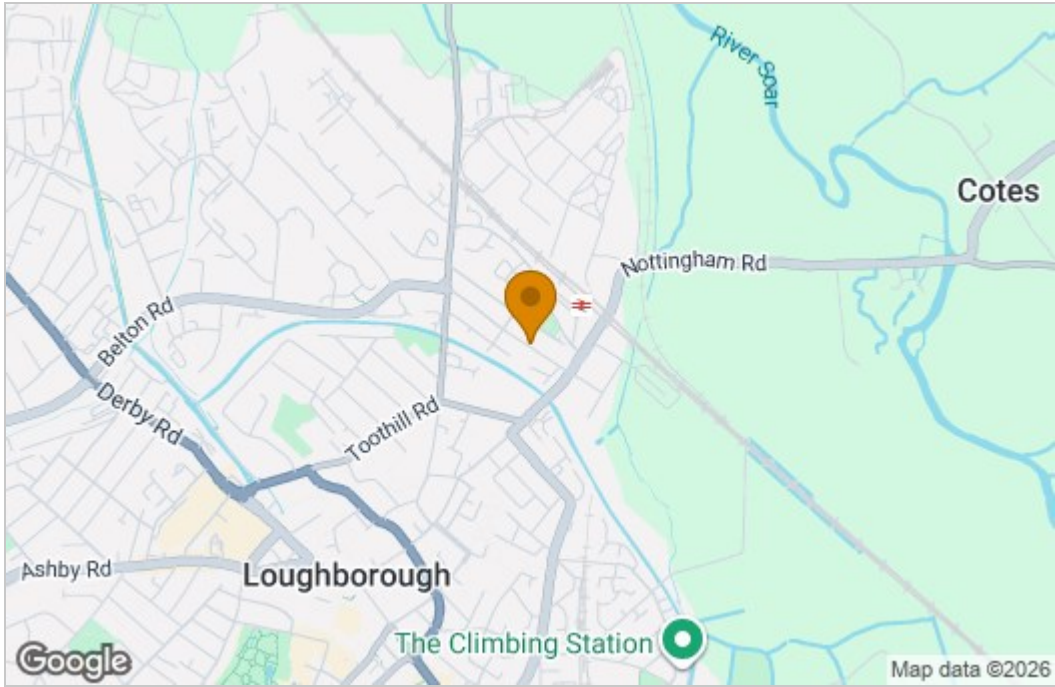 River Soar
Cotes
Nottingham Rd
Belton Rd
Derby Rd
Toothill Rd
Ashby Rd
Loughborough
The Climbing Station
Google
Map data ©2026